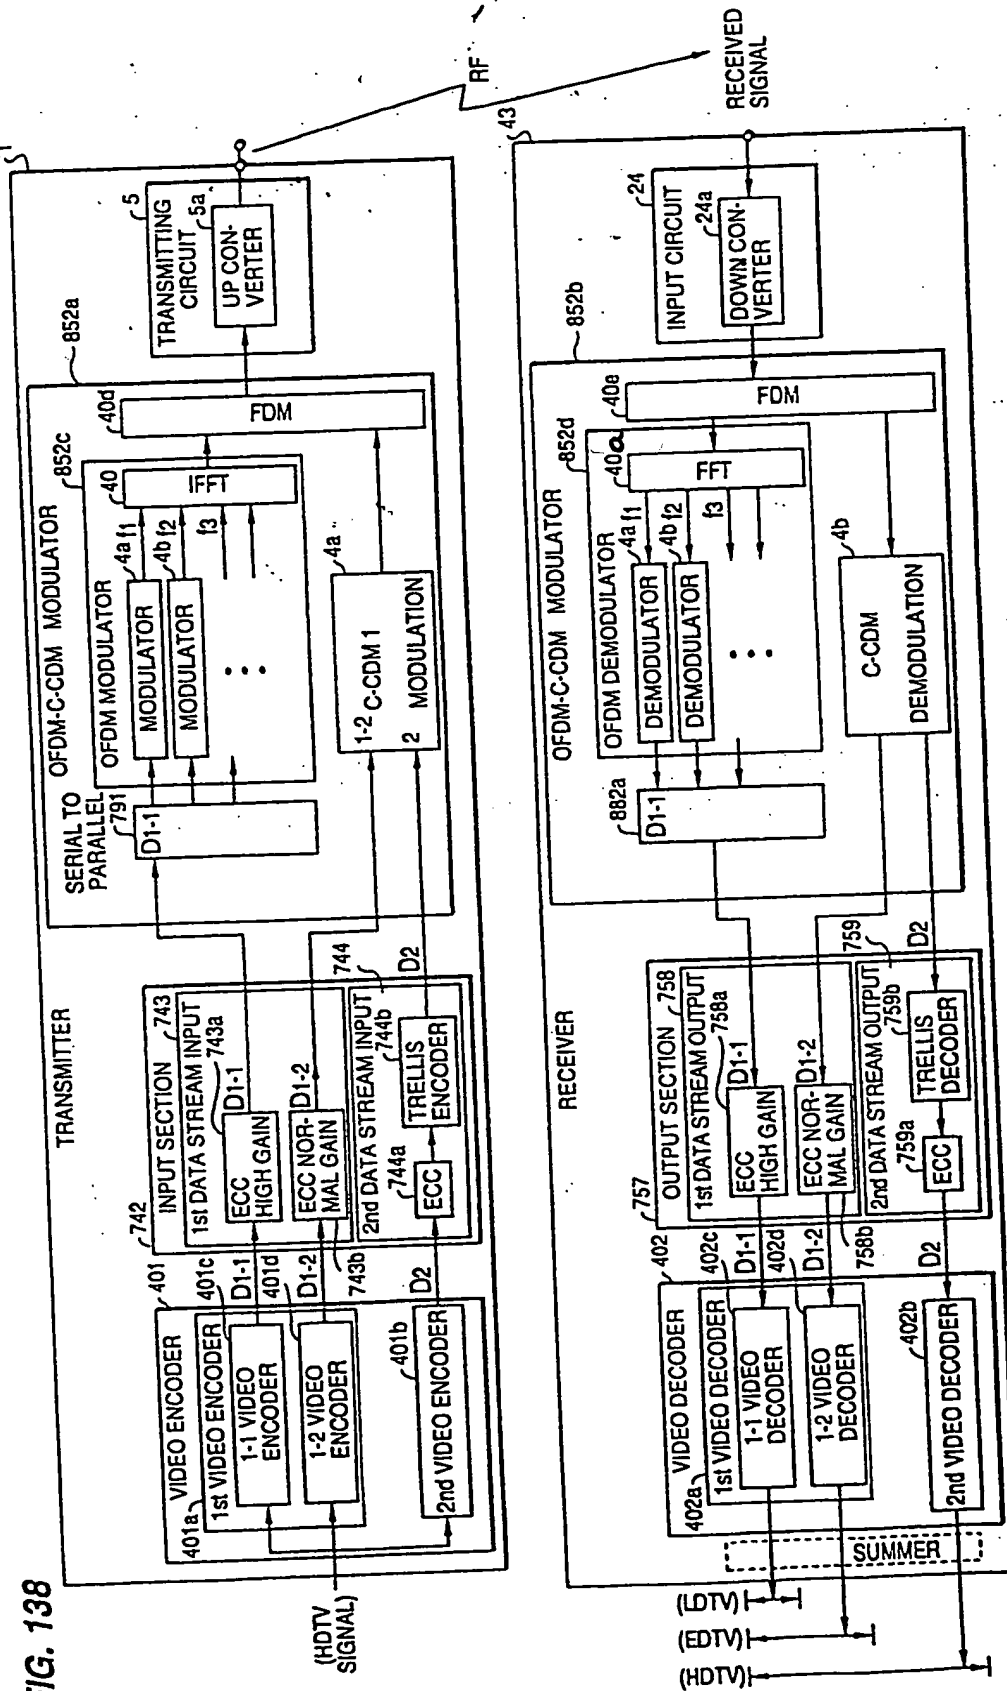 FIG. 138
TRANSMITTER
1
(HDTV
SIGNAL)
VIDEO ENCODER
401
401a
1st VIDEO ENCODER
401c
1-1 VIDEO
ENCODER
D1-1
401d
1-2 VIDEO
ENCODER
D1-2
401b
2nd VIDEO ENCODER
D2
742
INPUT SECTION
743
1st DATA STREAM INPUT
743a
ECC
HIGH GAIN
D1-1
ECC NOR-
MAL GAIN
743b
D1-2
744
2nd DATA STREAM INPUT
744a
ECC
744b
TRELLIS
ENCODER
D2
SERIAL TO
PARALLEL
791
D1-1
OFDM-C-CDM MODULATOR
852a
OFDM MODULATOR
852c
MODULATOR
4a
f1
MODULATOR
4b
f2
f3
40
IFFT
40d
FDM
4a
1-2
C-CDM 1
2
MODULATION
5
TRANSMITTING
CIRCUIT
5a
UP CON-
VERTER
RF
RECEIVED
SIGNAL
RECEIVER
43
24
INPUT CIRCUIT
24a
DOWN CON-
VERTER
OFDM-C-CDM MODULATOR
852b
40e
FDM
OFDM DEMODULATOR
852d
40a
FFT
DEMODULATOR
4a
f1
DEMODULATOR
4b
f2
f3
882a
D1-1
4b
C-CDM
DEMODULATION
757
OUTPUT SECTION
758
1st DATA STREAM OUTPUT
758a
ECC
HIGH GAIN
D1-1
ECC NOR-
MAL GAIN
758b
D1-2
759
2nd DATA STREAM OUTPUT
759a
ECC
759b
TRELLIS
DECODER
D2
VIDEO DECODER
402
402a
1st VIDEO DECODER
402c
1-1 VIDEO
DECODER
D1-1
402d
1-2 VIDEO
DECODER
D1-2
402b
2nd VIDEO DECODER
D2
SUMMER
(LDTV)
(EDTV)
(HDTV)